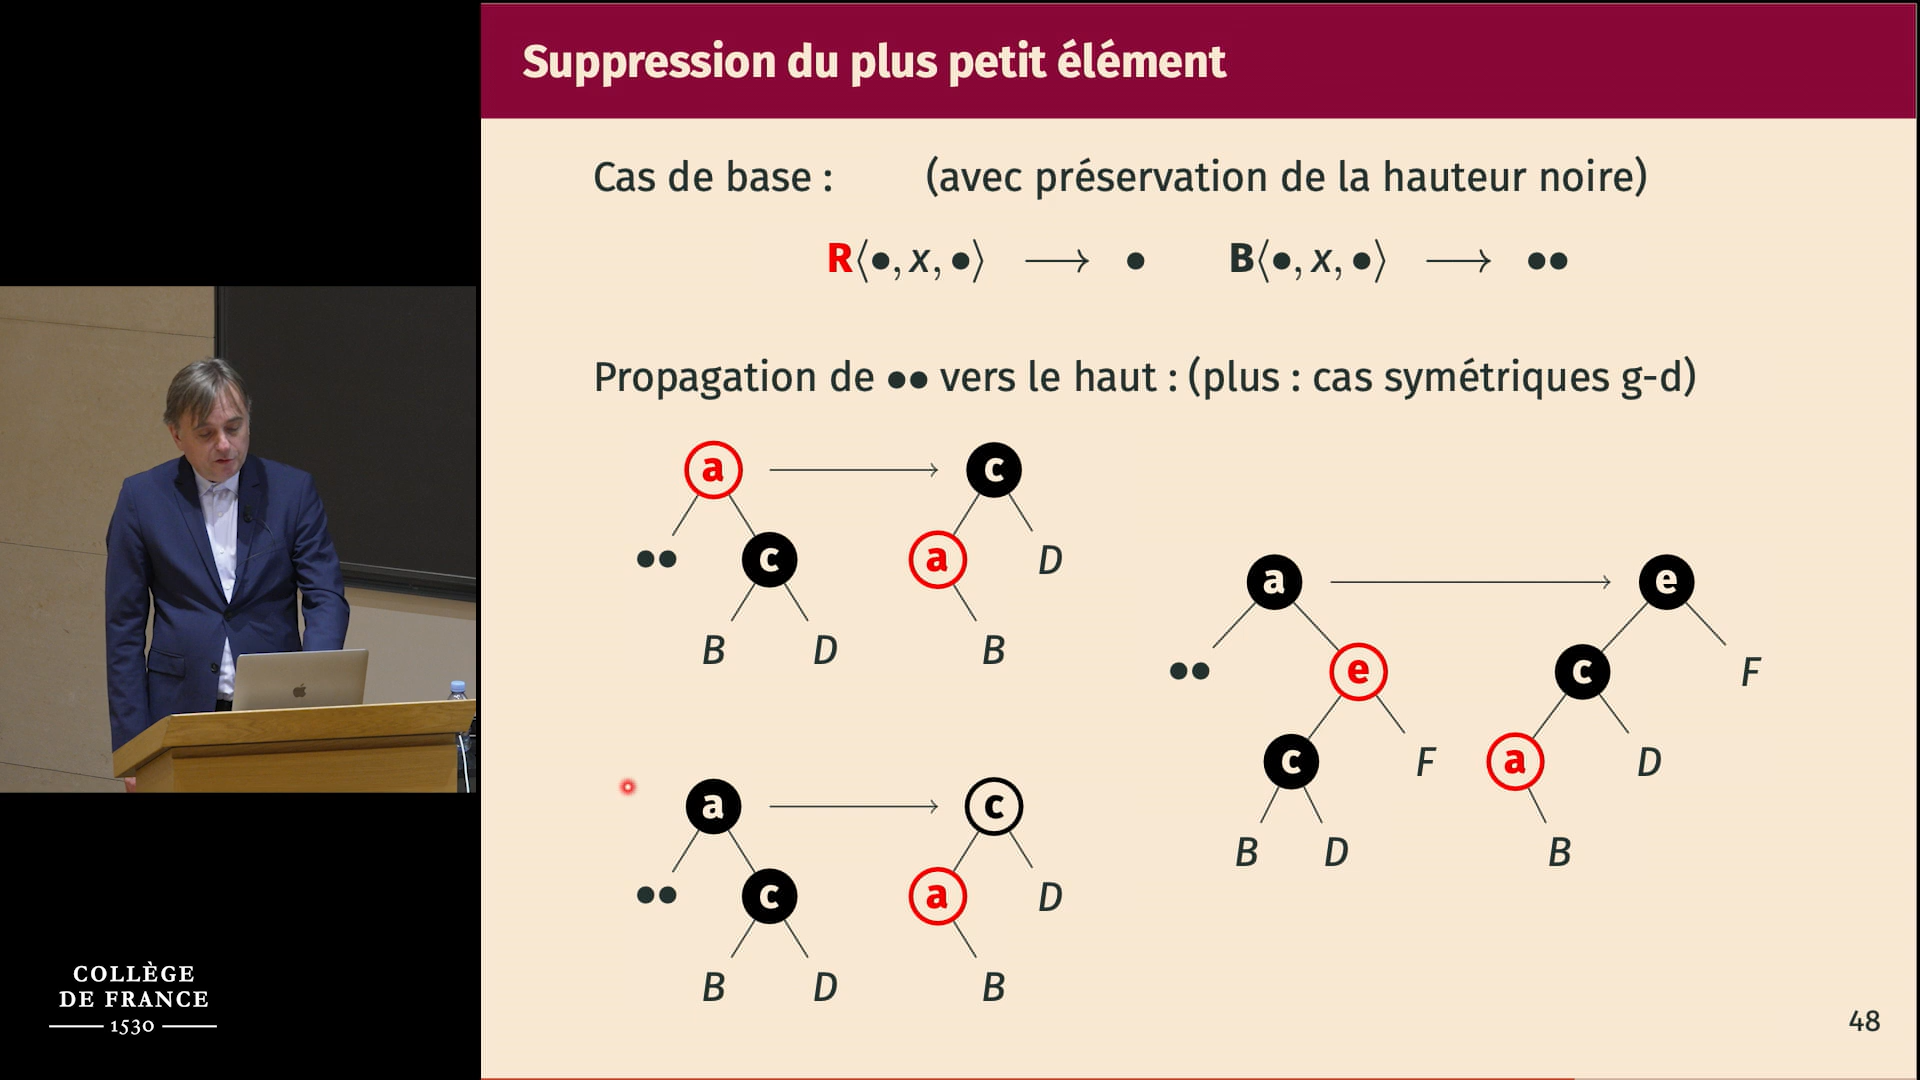 Suppression du plus petit élément
Cas de base : (avec préservation de la hauteur noire)
R⟨•, x, •⟩ ⟶ • B⟨•, x, •⟩ ⟶ ••
Propagation de •• vers le haut : (plus : cas symétriques g-d)
a ⟶ c
•• c a D
B D B
a ⟶ e
•• e c F
c F a D
B D B
a ⟶ c
•• c a D
B D B
48
COLLÈGE
DE FRANCE
1530